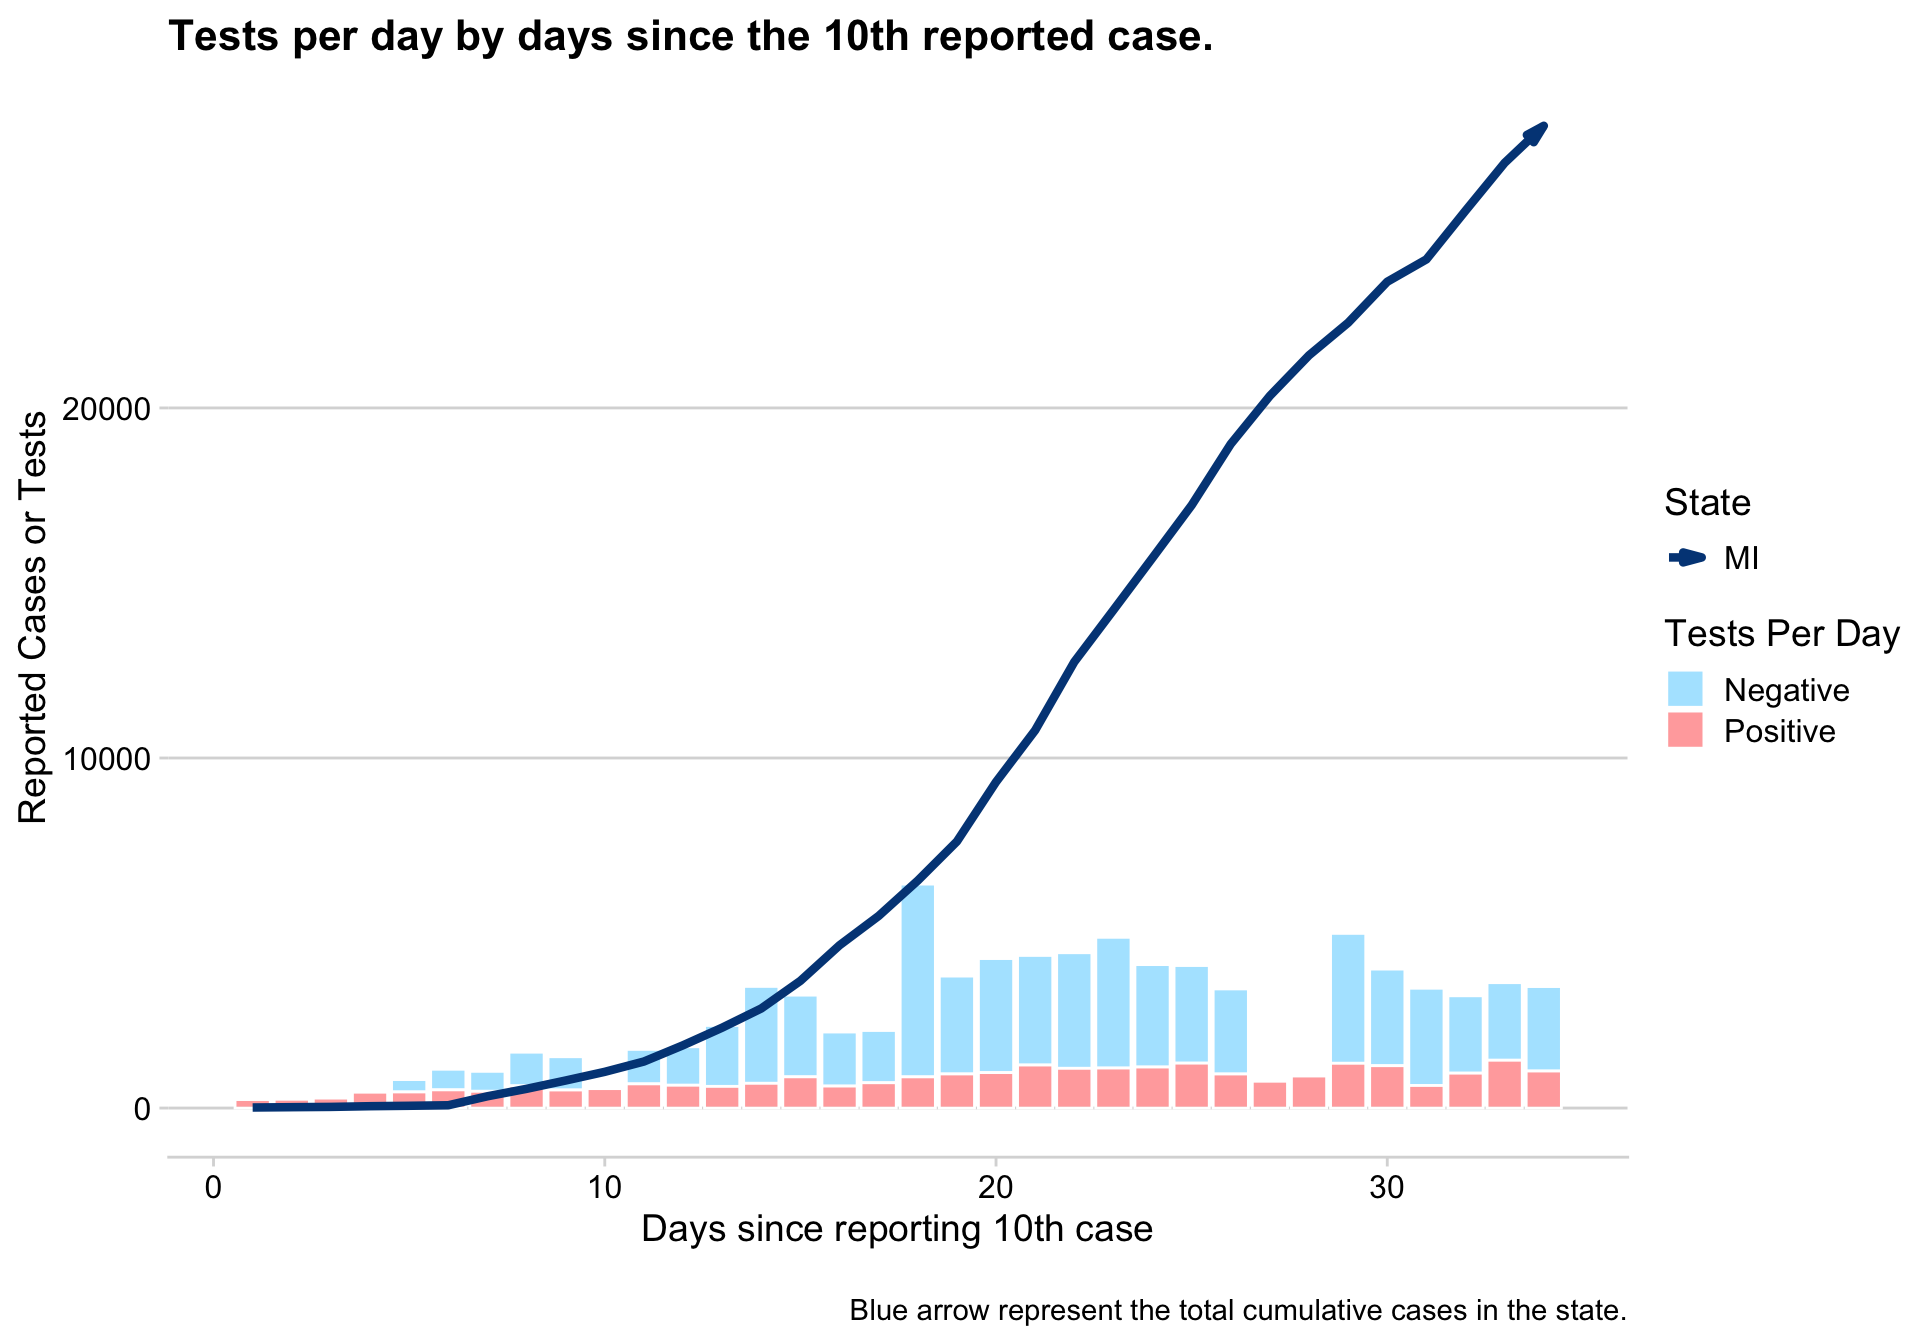 Tests per day by days since the 10th reported case.
Reported Cases or Tests
20000
10000
0
0
10
20
30
Days since reporting 10th case
State
MI
Tests Per Day
Negative
Positive
Blue arrow represent the total cumulative cases in the state.